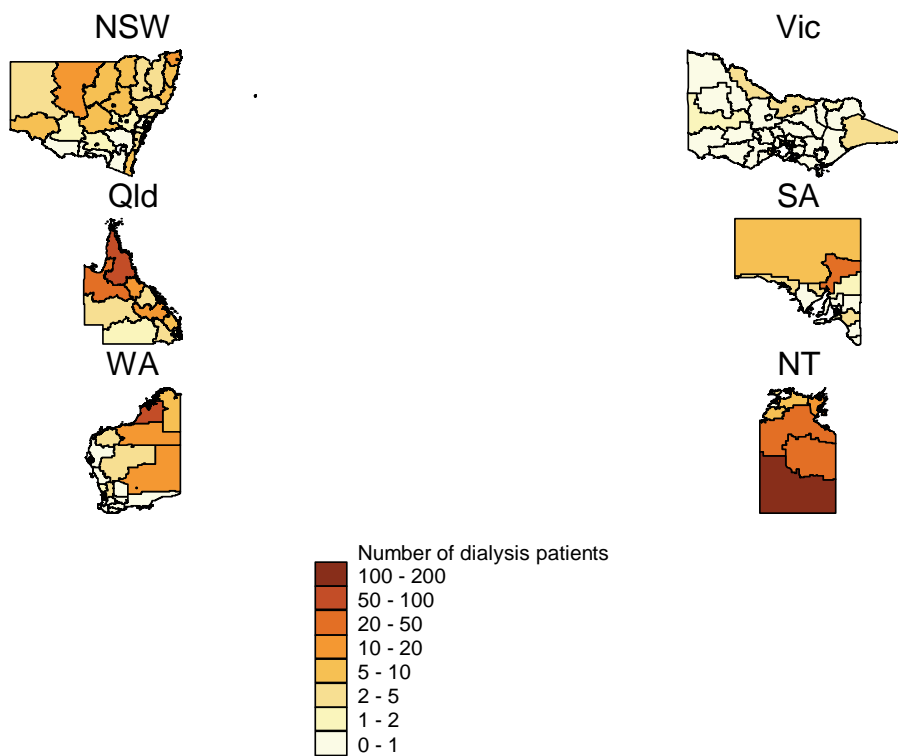 NSW
Vic
Qld
SA
WA
NT
Number of dialysis patients
100 - 200
50 - 100
20 - 50
10 - 20
5 - 10
2 - 5
1 - 2
0 - 1